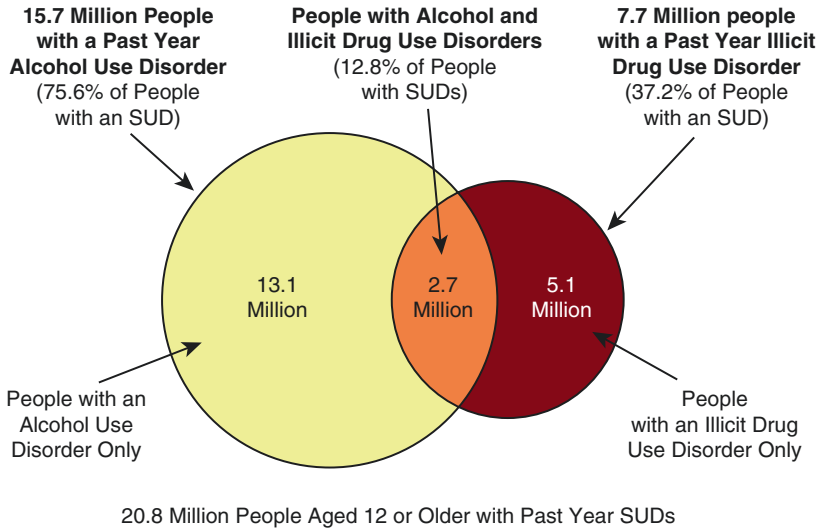 15.7 Million People
with a Past Year
Alcohol Use Disorder
(75.6% of People
with an SUD)
People with Alcohol and
Illicit Drug Use Disorders
(12.8% of People
with SUDs)
7.7 Million people
with a Past Year Illicit
Drug Use Disorder
(37.2% of People
with an SUD)
13.1
Million
2.7
Million
5.1
Million
People with an
Alcohol Use
Disorder Only
People
with an Illicit Drug
Use Disorder Only
20.8 Million People Aged 12 or Older with Past Year SUDs